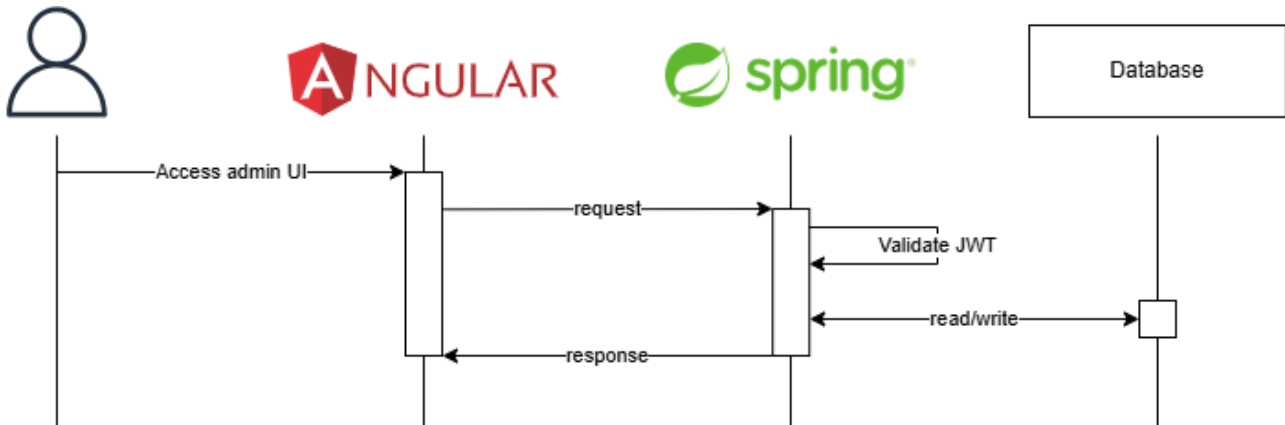 ANGULAR
spring
Database
Access admin UI
request
Validate JWT
read/write
response